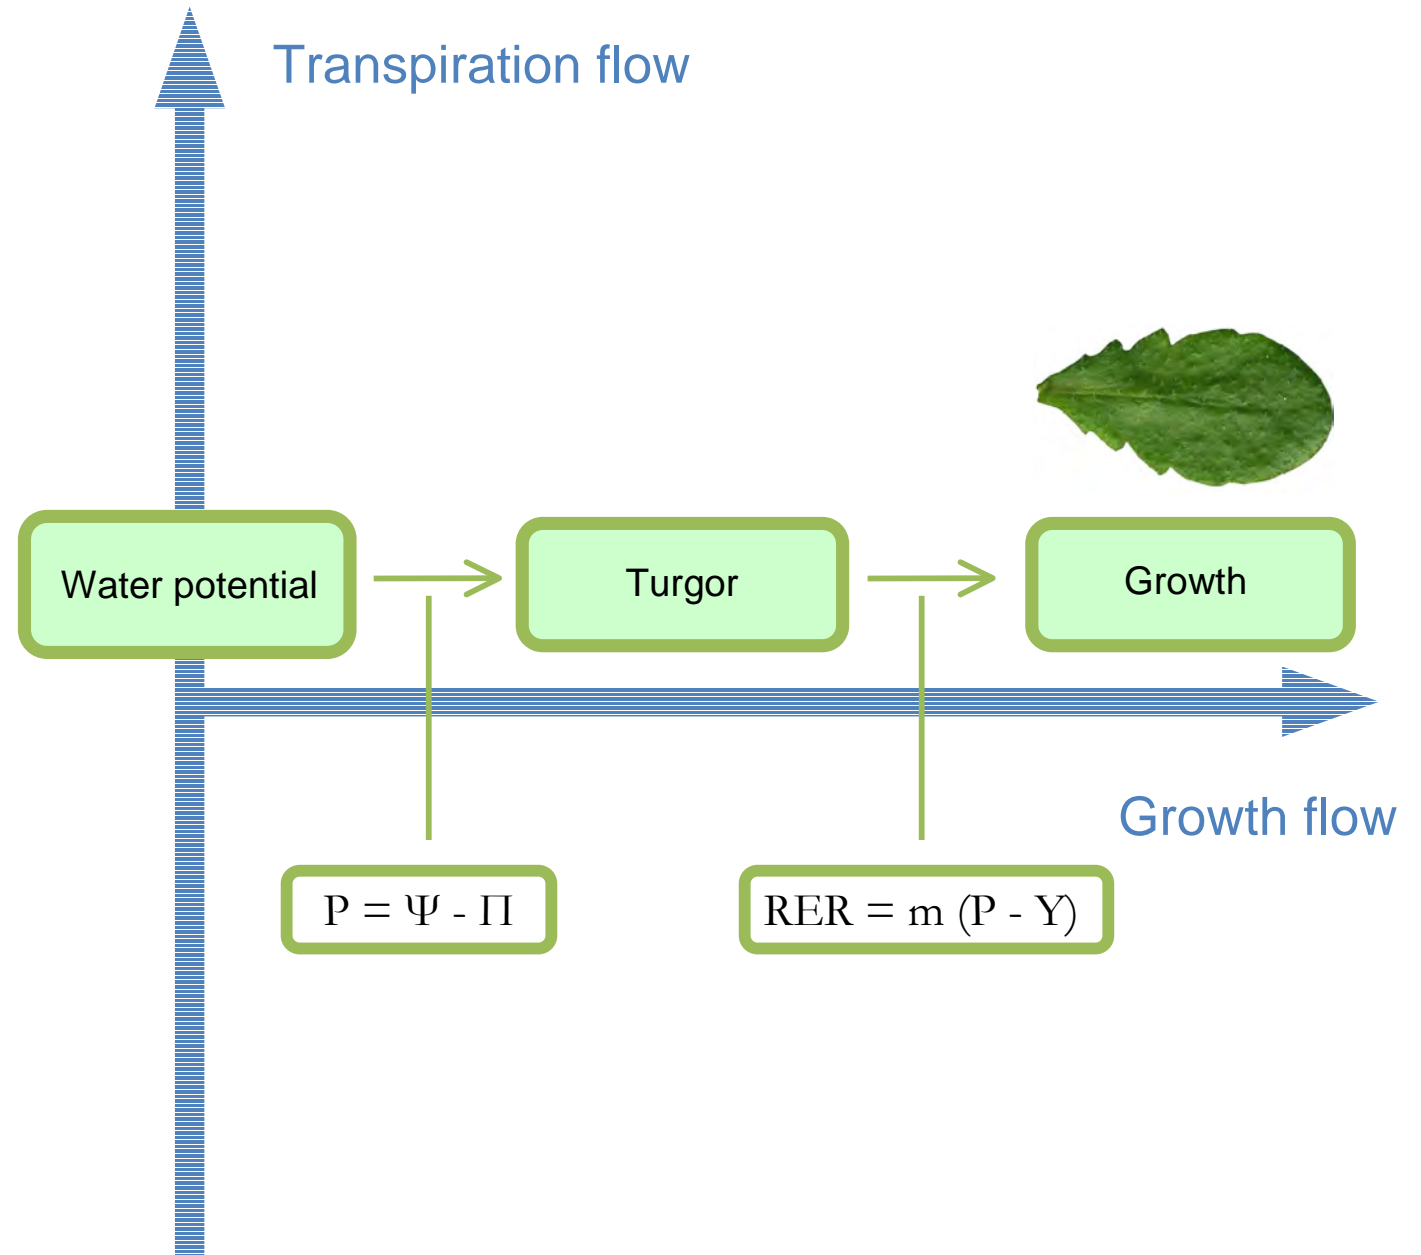 Transpiration flow
Water potential
Turgor
Growth
Growth flow
P = Ψ - Π
RER = m (P - Y)